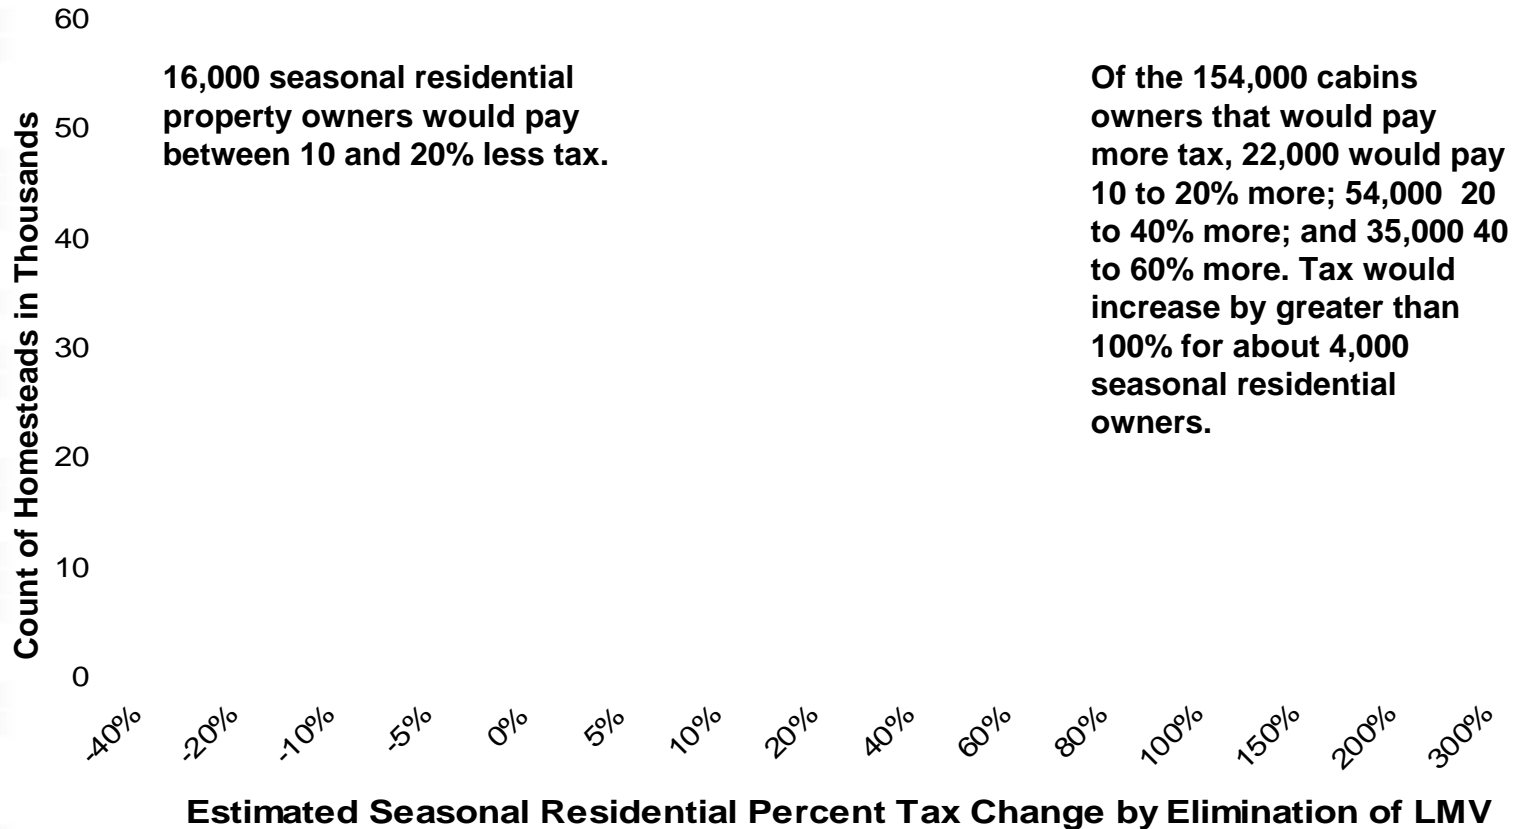 60
50
40
30
20
10
0
Count of Homesteads in Thousands
16,000 seasonal residential
property owners would pay
between 10 and 20% less tax.
Of the 154,000 cabins
owners that would pay
more tax, 22,000 would pay
10 to 20% more; 54,000  20
to 40% more; and 35,000 40
to 60% more. Tax would
increase by greater than
100% for about 4,000
seasonal residential
owners.
-40% -20% -10% -5% 0% 5% 10% 20% 40% 60% 80% 100% 150% 200% 300%
Estimated Seasonal Residential Percent Tax Change by Elimination of LMV